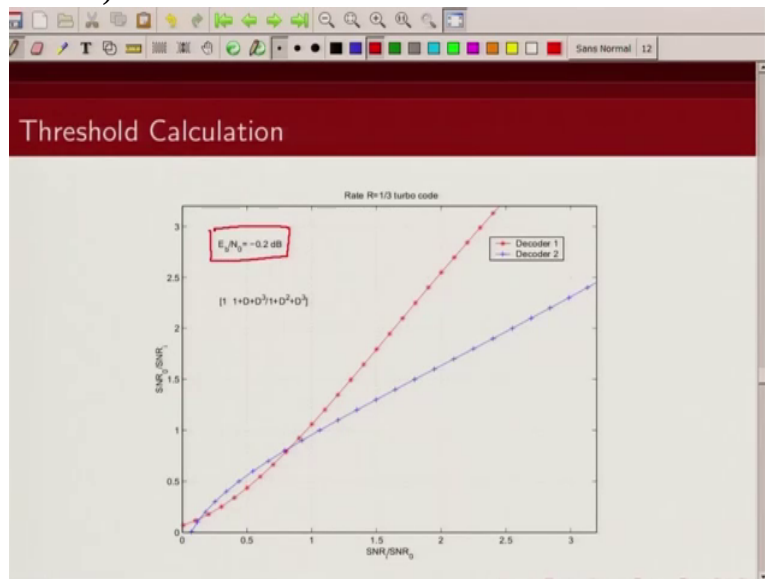 Sans Normal 12
Threshold Calculation
Rate R=1/3 turbo code
E_b/N_0=−0.2 dB
[1 1+D+D^3/1+D^2+D^3]
Decoder 1
Decoder 2
SNR_o/SNR_i
3
2.5
2
1.5
1
0.5
0
0 0.5 1 1.5 2 2.5 3
SNR_i/SNR_o